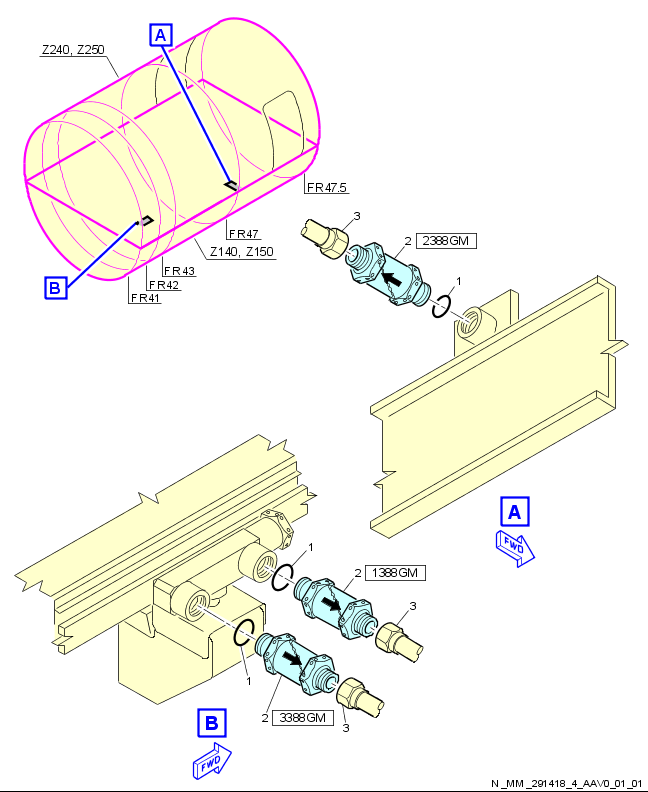 A
Z240, Z250
FR47.5
3
2 2388GM
FR47
Z140, Z150
1
FR43
B
FR42
FR41
A
FWD
1
2 1388GM
3
1
2 3388GM
3
B
FWD
N_MM_291418_4_AAV0_01_01